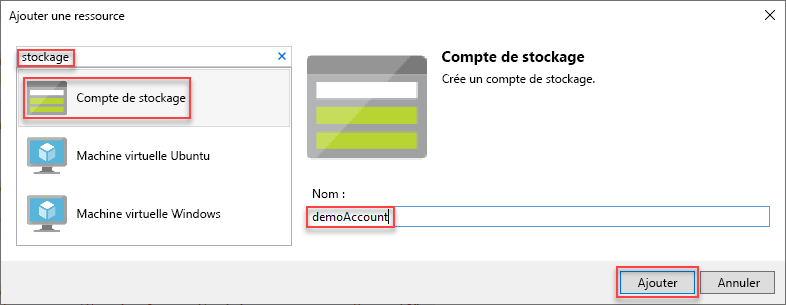 Ajouter une ressource
stockage
Compte de stockage
Machine virtuelle Ubuntu
Machine virtuelle Windows
Compte de stockage
Crée un compte de stockage.
Nom :
demoAccount
Ajouter
Annuler